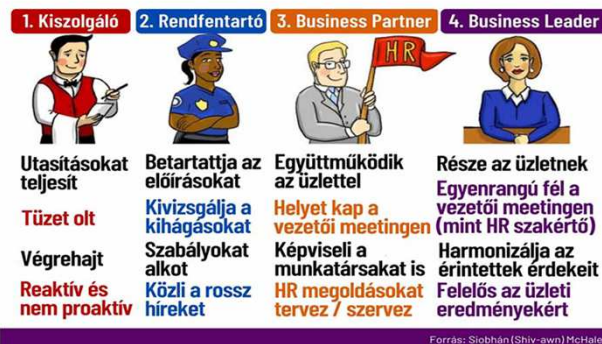 1. Kiszolgáló
2. Rendfentartó
3. Business Partner
4. Business Leader
HR
Utasításokat
teljesít
Tüzet olt
Végrehajt
Reaktív és
nem proaktív
Betartattja az
előírásokat
Kivizsgálja a
kihágásokat
Szabályokat
alkot
Közli a rossz
híreket
Együttműködik
az üzlettel
Helyet kap a
vezetői meetingen
Képviseli a
munkatársakat is
HR megoldásokat
tervez / szervez
Része az üzletnek
Egyenrangú fél a
vezetői meetingen
(mint HR szakértő)
Harmonizálja az
érintettek érdekeit
Felelős az üzleti
eredményekért
Forrás: Siobhán (Shiv-awn) McHale